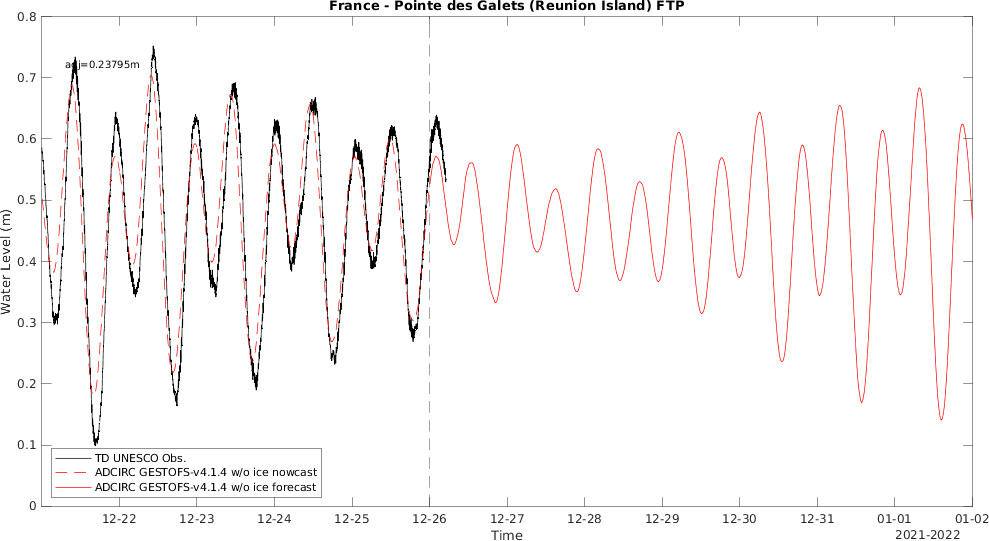 France - Pointe des Galets (Reunion Island) FTP
0.8
0.7
0.6
0.5
0.4
0.3
0.2
0.1
0
Water Level (m)
adj=0.23795m
TD UNESCO Obs.
ADCIRC GESTOFS-v4.1.4 w/o ice nowcast
ADCIRC GESTOFS-v4.1.4 w/o ice forecast
12-22 12-23 12-24 12-25 12-26 12-27 12-28 12-29 12-30 12-31 01-01 01-02
Time
2021-2022